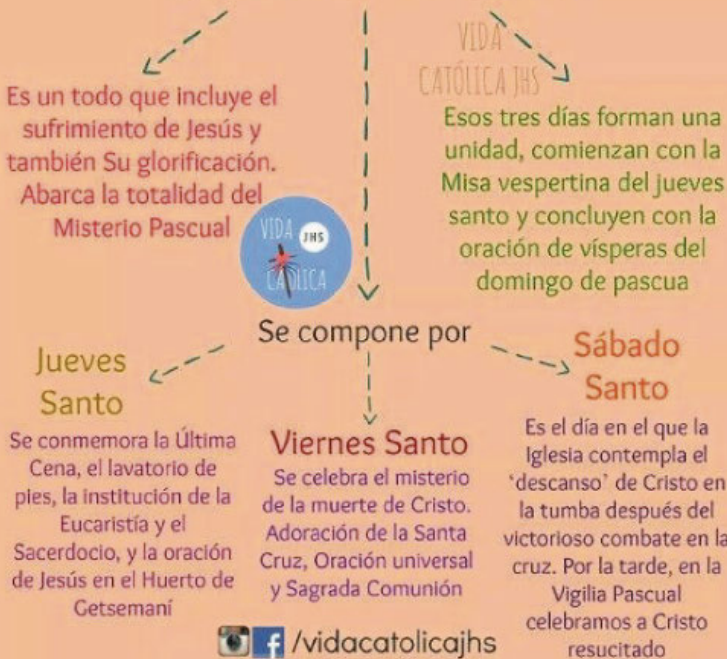 VIDA
CATÓLICA JHS
Es un todo que incluye el
sufrimiento de Jesús y
también Su glorificación.
Abarca la totalidad del
Misterio Pascual
Esos tres días forman una
unidad, comienzan con la
Misa vespertina del jueves
santo y concluyen con la
oración de vísperas del
domingo de pascua
VIDA
JHS
CATÓLICA
Se compone por
Jueves
Santo
Se conmemora la Última
Cena, el lavatorio de
pies, la institución de la
Eucaristía y el
Sacerdocio, y la oración
de Jesús en el Huerto de
Getsemaní
Viernes Santo
Se celebra el misterio
de la muerte de Cristo.
Adoración de la Santa
Cruz, Oración universal
y Sagrada Comunión
Sábado
Santo
Es el día en el que la
Iglesia contempla el
‘descanso’ de Cristo en
la tumba después del
victorioso combate en la
cruz. Por la tarde, en la
Vigilia Pascual
celebramos a Cristo
resucitado
/vidacatolicajhs